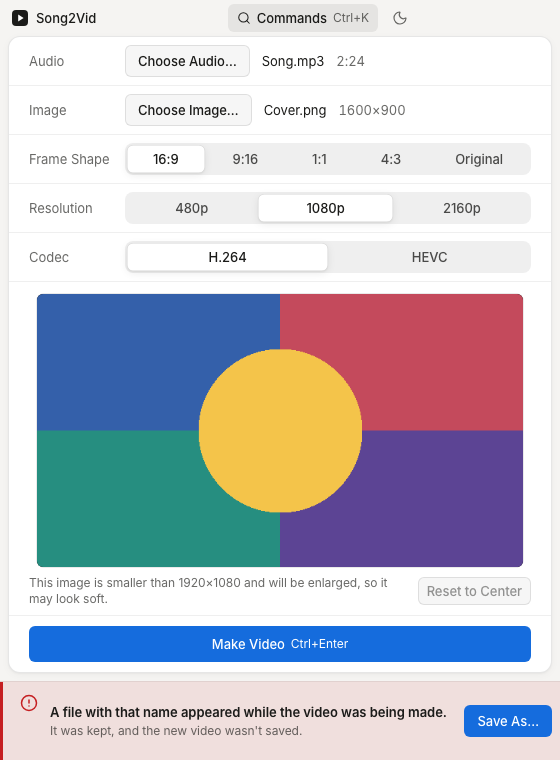 Song2Vid
Commands Ctrl+K
Audio Choose Audio... Song.mp3 2:24
Image Choose Image... Cover.png 1600×900
Frame Shape 16:9 9:16 1:1 4:3 Original
Resolution 480p 1080p 2160p
Codec H.264 HEVC
This image is smaller than 1920×1080 and will be enlarged, so it
may look soft.
Reset to Center
Make Video Ctrl+Enter
A file with that name appeared while the video was being made.
It was kept, and the new video wasn't saved.
Save As...